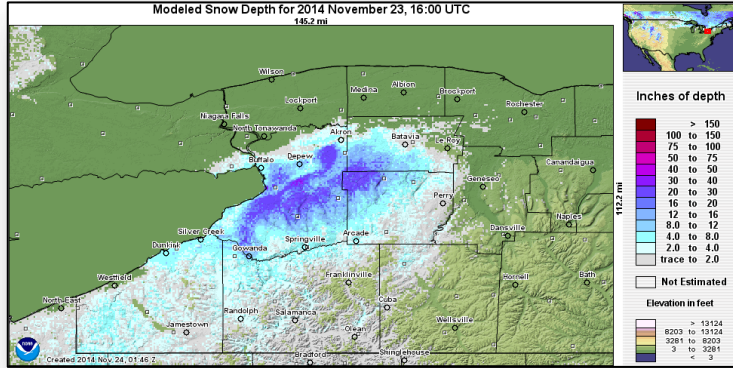 Modeled Snow Depth for 2014 November 23, 16:00 UTC
145.2 mi
Wilson
Lockport
Medina
Albion
Brockport
Rochester
Niagara Falls
North Tonawanda
Akron
Batavia
Le Roy
Buffalo
Depew
Canandaigua
Geneseo
Perry
Silver Creek
Dunkirk
Gowanda
Springville
Arcade
Dansville
Naples
Westfield
North East
Franklinville
Hornell
Bath
Randolph
Salamanca
Cuba
Jamestown
Olean
Wellsville
Bradford
Shinglehouse
NOAA
Created 2014 Nov 24, 01:46 Z
112.2 mi
Inches of depth
> 150
100 to 150
75 to 100
50 to 75
40 to 50
30 to 40
20 to 30
16 to 20
12 to 16
8.0 to 12
4.0 to 8.0
2.0 to 4.0
trace to 2.0
Not Estimated
Elevation in feet
> 13124
8203 to 13124
3281 to 8203
3 to 3281
< 3